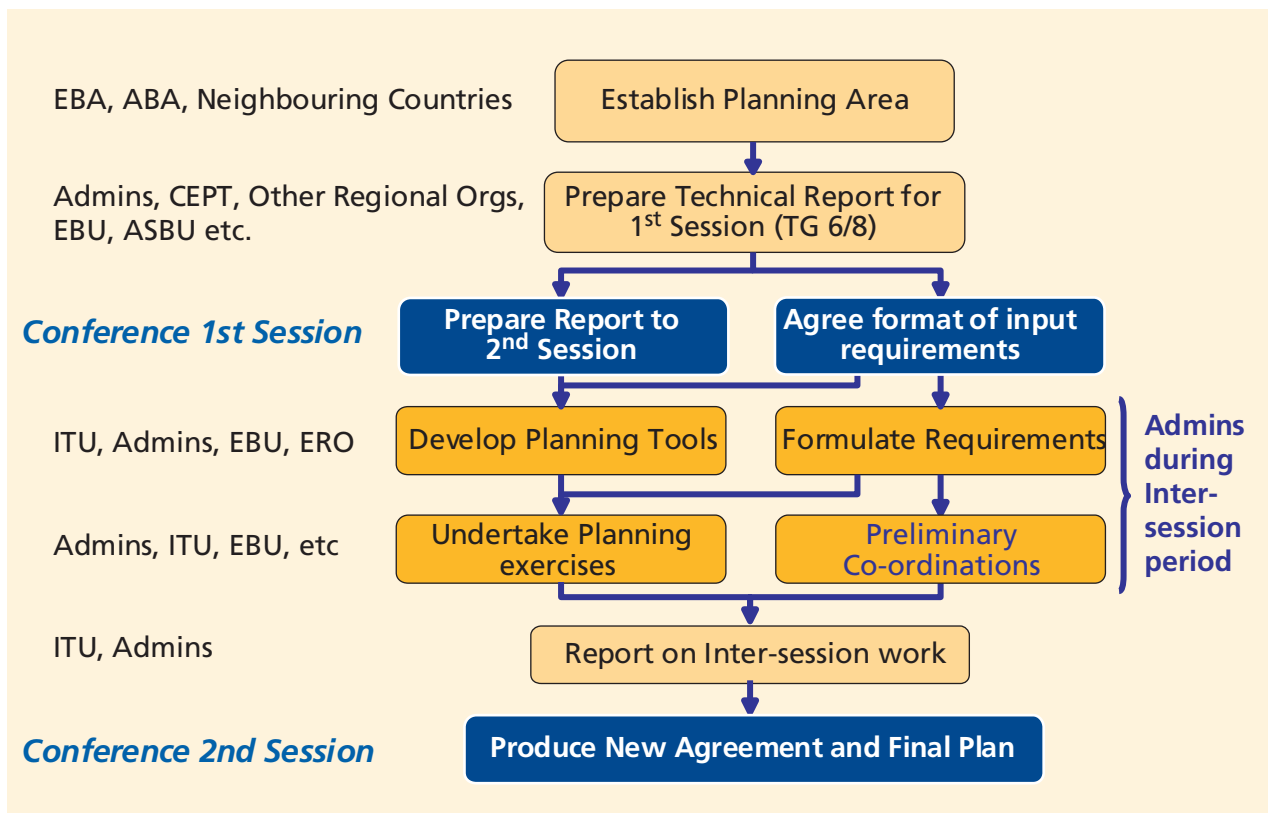 EBA, ABA, Neighbouring Countries
Establish Planning Area
Admins, CEPT, Other Regional Orgs,
EBU, ASBU etc.
Prepare Technical Report for
1st Session (TG 6/8)
Conference 1st Session
Prepare Report to
2nd Session
Agree format of input
requirements
ITU, Admins, EBU, ERO
Develop Planning Tools
Formulate Requirements
Admins
during
Inter-
session
period
Admins, ITU, EBU, etc
Undertake Planning
exercises
Preliminary
Co-ordinations
ITU, Admins
Report on Inter-session work
Conference 2nd Session
Produce New Agreement and Final Plan